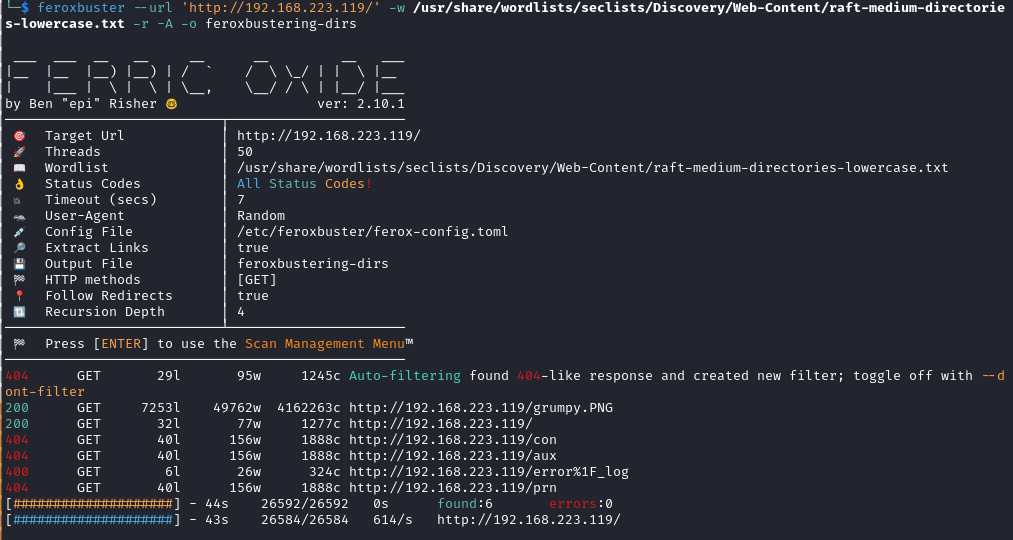 └─$ feroxbuster --url 'http://192.168.223.119/' -w /usr/share/wordlists/seclists/Discovery/Web-Content/raft-medium-directorie
s-lowercase.txt -r -A -o feroxbustering-dirs
FERRIC OXIDE
by Ben "epi" Risher 🤓 ver: 2.10.1
🎯 Target Url │ http://192.168.223.119/
🚀 Threads │ 50
📖 Wordlist │ /usr/share/wordlists/seclists/Discovery/Web-Content/raft-medium-directories-lowercase.txt
👌 Status Codes │ All Status Codes!
💥 Timeout (secs) │ 7
🦡 User-Agent │ Random
💉 Config File │ /etc/feroxbuster/ferox-config.toml
🔎 Extract Links │ true
💾 Output File │ feroxbustering-dirs
🏁 HTTP methods │ [GET]
📍 Follow Redirects │ true
🔃 Recursion Depth │ 4
🏁 Press [ENTER] to use the Scan Management Menu™
404 GET 29l 95w 1245c Auto-filtering found 404-like response and created new filter; toggle off with --d
ont-filter
200 GET 7253l 49762w 4162263c http://192.168.223.119/grumpy.PNG
200 GET 32l 77w 1277c http://192.168.223.119/
404 GET 40l 156w 1888c http://192.168.223.119/con
404 GET 40l 156w 1888c http://192.168.223.119/aux
400 GET 6l 26w 324c http://192.168.223.119/error%1F_log
404 GET 40l 156w 1888c http://192.168.223.119/prn
[####################] - 44s 26592/26592 0s found:6 errors:0
[####################] - 43s 26584/26584 614/s http://192.168.223.119/